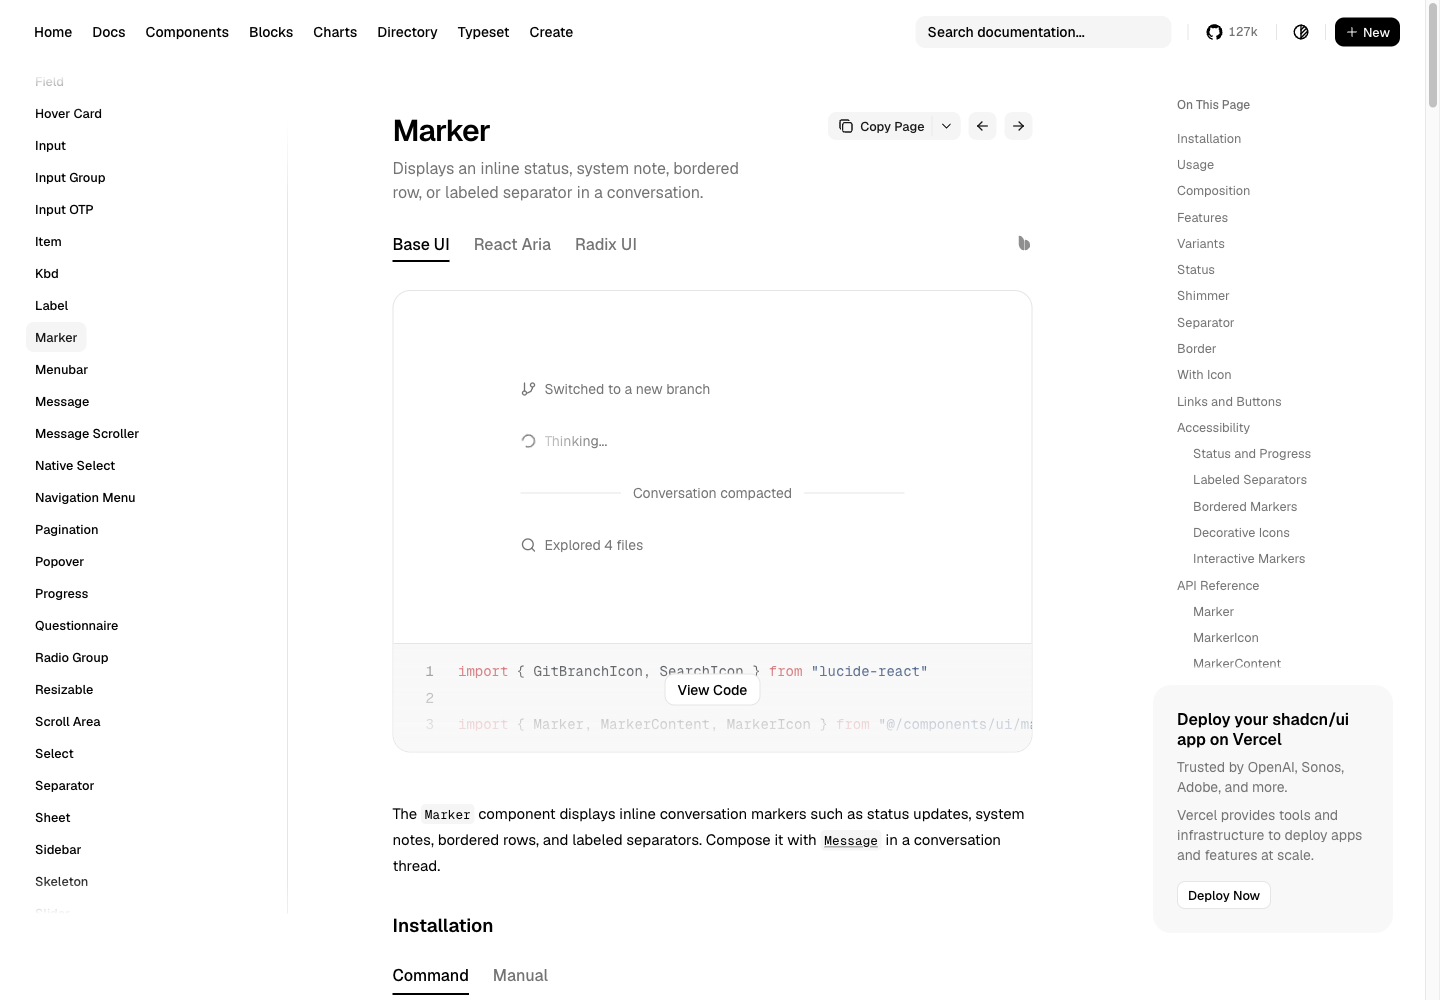 Home Docs Components Blocks Charts Directory Typeset Create
Search documentation...
127k
New
Field
Hover Card
Input
Input Group
Input OTP
Item
Kbd
Label
Marker
Menubar
Message
Message Scroller
Native Select
Navigation Menu
Pagination
Popover
Progress
Questionnaire
Radio Group
Resizable
Scroll Area
Select
Separator
Sheet
Sidebar
Skeleton
Marker
Copy Page
Displays an inline status, system note, bordered
row, or labeled separator in a conversation.
Base UI React Aria Radix UI
Switched to a new branch
Thinking...
Conversation compacted
Explored 4 files
1 import { GitBranchIcon, SearchIcon } from "lucide-react"
2
View Code
3 import { Marker, MarkerContent, MarkerIcon } from "@/components/ui/ma
The Marker component displays inline conversation markers such as status updates, system
notes, bordered rows, and labeled separators. Compose it with Message in a conversation
thread.
Installation
Command Manual
On This Page
Installation
Usage
Composition
Features
Variants
Status
Shimmer
Separator
Border
With Icon
Links and Buttons
Accessibility
Status and Progress
Labeled Separators
Bordered Markers
Decorative Icons
Interactive Markers
API Reference
Marker
MarkerIcon
MarkerContent
Deploy your shadcn/ui
app on Vercel
Trusted by OpenAI, Sonos,
Adobe, and more.
Vercel provides tools and
infrastructure to deploy apps
and features at scale.
Deploy Now